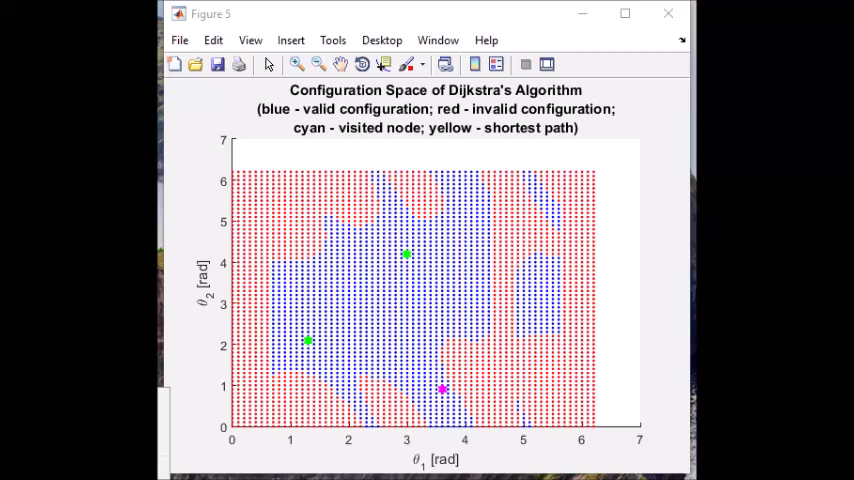 Figure 5
File Edit View Insert Tools Desktop Window Help
Configuration Space of Dijkstra's Algorithm
(blue - valid configuration; red - invalid configuration;
cyan - visited node; yellow - shortest path)
7
6
5
4
3
2
1
0
θ2 [rad]
0 1 2 3 4 5 6 7
θ1 [rad]